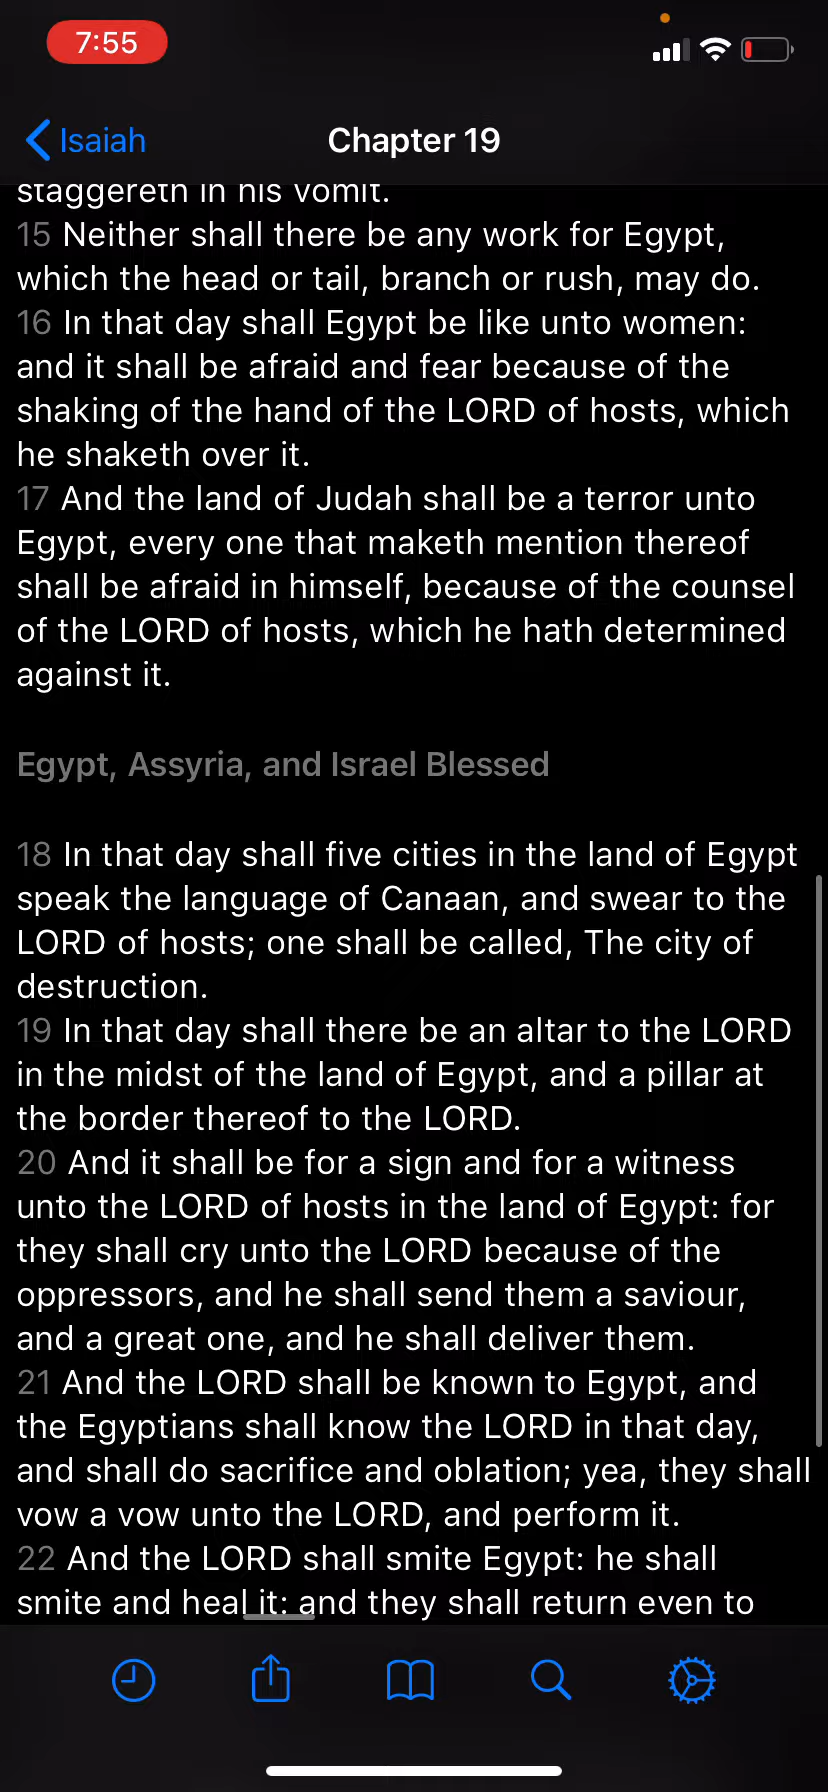 7:55
Isaiah
Chapter 19
staggereth in his vomit.
15 Neither shall there be any work for Egypt,
which the head or tail, branch or rush, may do.
16 In that day shall Egypt be like unto women:
and it shall be afraid and fear because of the
shaking of the hand of the LORD of hosts, which
he shaketh over it.
17 And the land of Judah shall be a terror unto
Egypt, every one that maketh mention thereof
shall be afraid in himself, because of the counsel
of the LORD of hosts, which he hath determined
against it.
Egypt, Assyria, and Israel Blessed
18 In that day shall five cities in the land of Egypt
speak the language of Canaan, and swear to the
LORD of hosts; one shall be called, The city of
destruction.
19 In that day shall there be an altar to the LORD
in the midst of the land of Egypt, and a pillar at
the border thereof to the LORD.
20 And it shall be for a sign and for a witness
unto the LORD of hosts in the land of Egypt: for
they shall cry unto the LORD because of the
oppressors, and he shall send them a saviour,
and a great one, and he shall deliver them.
21 And the LORD shall be known to Egypt, and
the Egyptians shall know the LORD in that day,
and shall do sacrifice and oblation; yea, they shall
vow a vow unto the LORD, and perform it.
22 And the LORD shall smite Egypt: he shall
smite and heal it: and they shall return even to